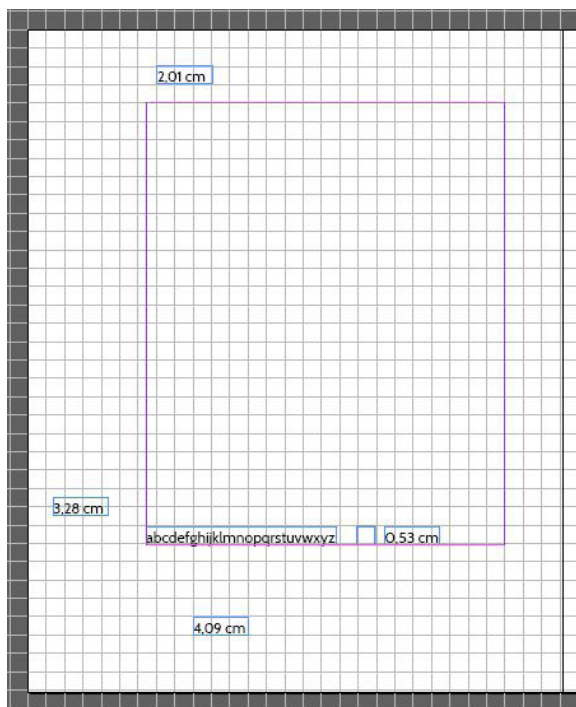 2,01 cm
3,28 cm
abcdefghijklmnopqrstuvwxyz
0,53 cm
4,09 cm